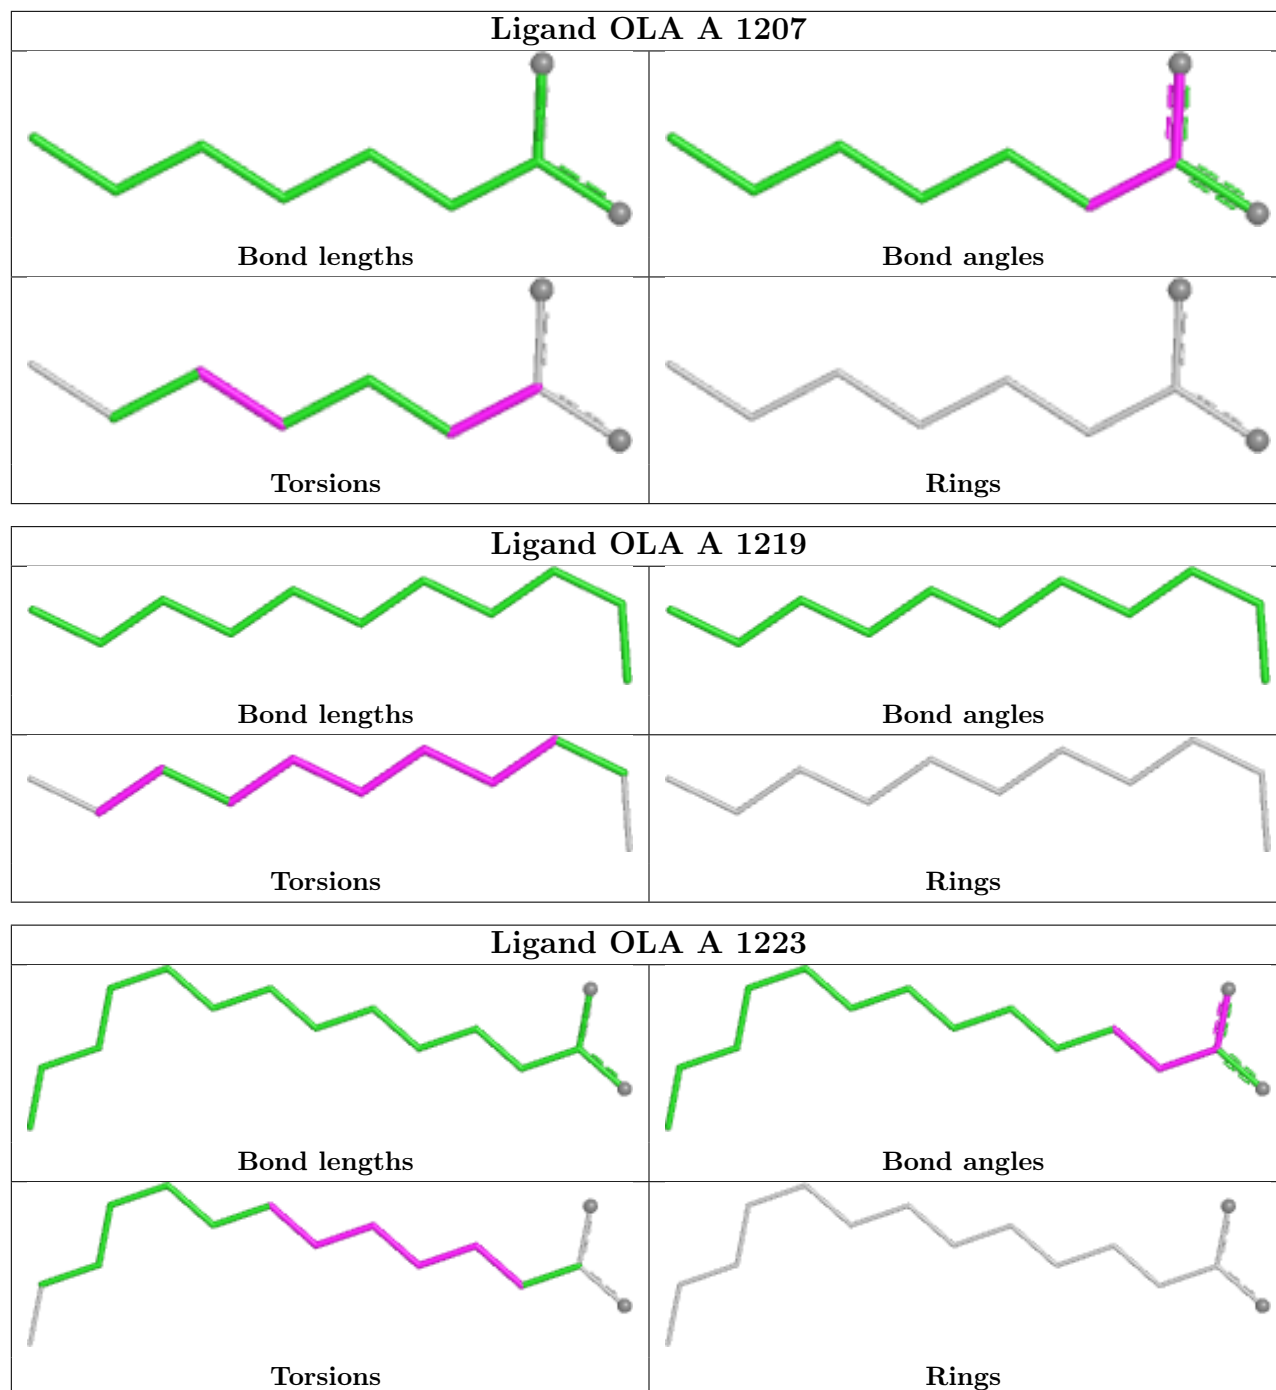 Ligand OLA A 1207
Bond lengths
Bond angles
Torsions
Rings
Ligand OLA A 1219
Bond lengths
Bond angles
Torsions
Rings
Ligand OLA A 1223
Bond lengths
Bond angles
Torsions
Rings